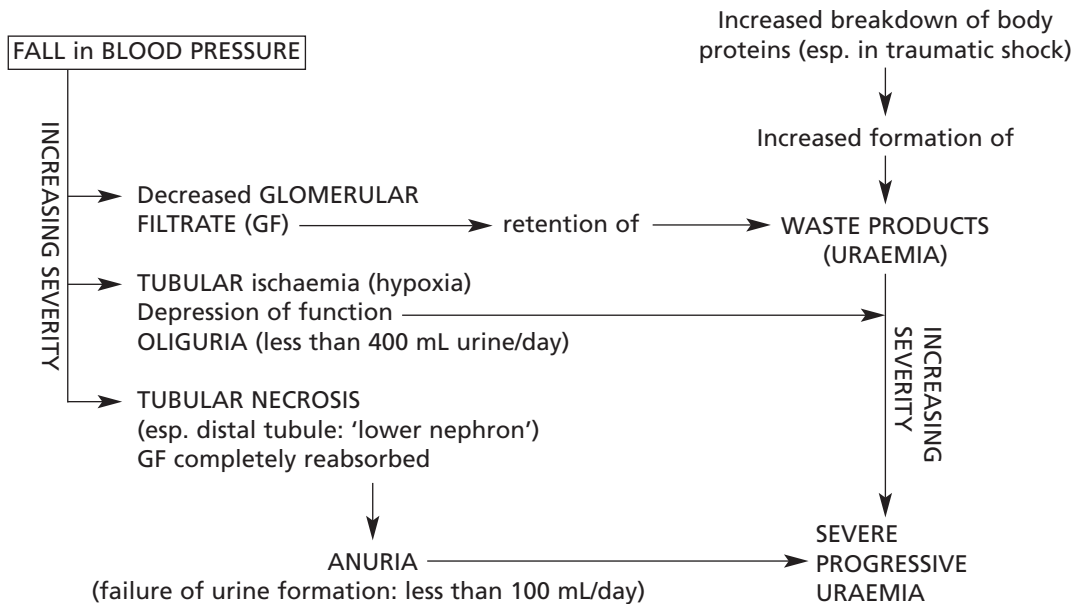 Increased breakdown of body
proteins (esp. in traumatic shock)
FALL in BLOOD PRESSURE
INCREASING SEVERITY
Increased formation of
Decreased GLOMERULAR
FILTRATE (GF)
retention of
WASTE PRODUCTS
(URAEMIA)
TUBULAR ischaemia (hypoxia)
Depression of function
OLIGURIA (less than 400 mL urine/day)
INCREASING
SEVERITY
TUBULAR NECROSIS
(esp. distal tubule: ‘lower nephron’)
GF completely reabsorbed
ANURIA
(failure of urine formation: less than 100 mL/day)
SEVERE
PROGRESSIVE
URAEMIA